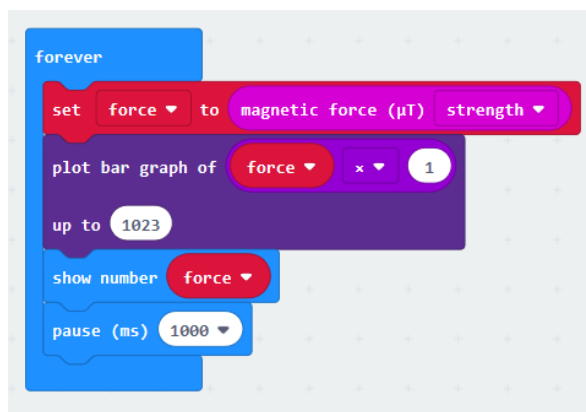 forever
set force to magnetic force (µT) strength
plot bar graph of force × 1
up to 1023
show number force
pause (ms) 1000